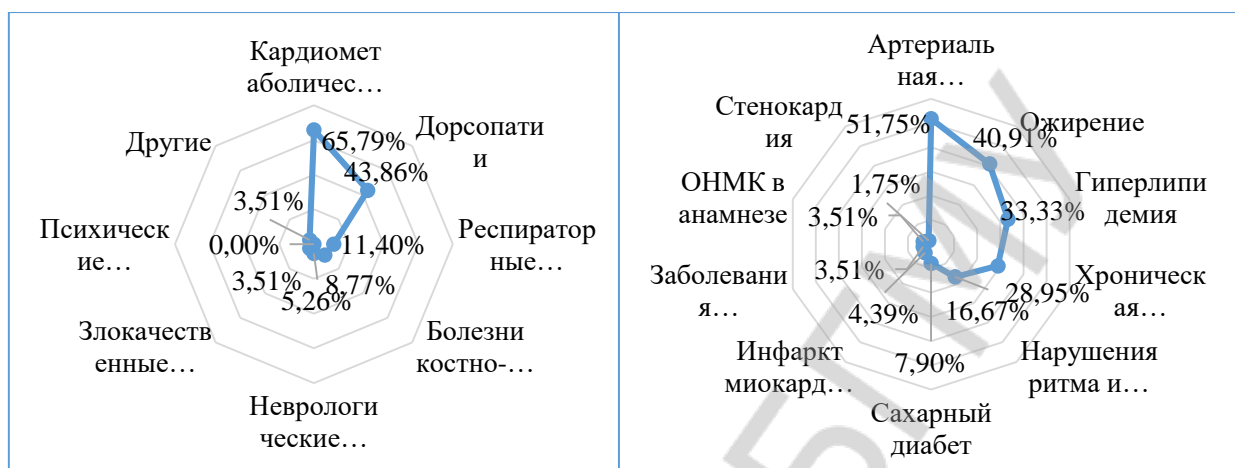 Кардиомет
аболичес…
65,79%
Дорсопати
и
43,86%
Респиратор
ные…
11,40%
Болезни
костно-…
8,77%
Неврологи
ческие…
5,26%
Злокачеств
енные…
3,51%
Психическ
ие…
0,00%
Другие
3,51%
Артериаль
ная…
51,75%
Ожирение
40,91%
Гиперлипи
демия
33,33%
Хроническ
ая…
28,95%
Нарушения
ритма и…
16,67%
Сахарный
диабет
7,90%
Инфаркт
миокард…
4,39%
Заболевани
я…
3,51%
ОНМК в
анамнезе
3,51%
Стенокард
ия
1,75%